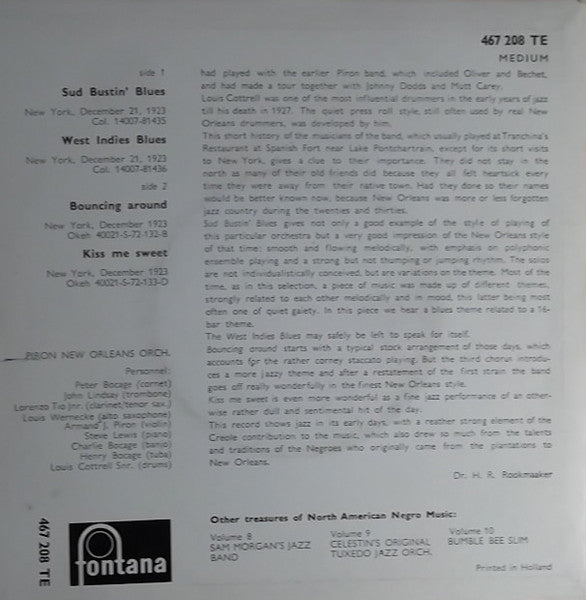 467 208 TE
MEDIUM
side 1
Sud Bustin' Blues
New York, December 21, 1923
Col. 14007-81435
West Indies Blues
New York, December 21, 1923
Col. 14007-81436
side 2
Bouncing around
New York, December 1923
Okeh 40021-S-72-132-B
Kiss me sweet
New York, December 1923
Okeh 40021-S-72-133-D
PIRON NEW ORLEANS ORCH.
Personnel:
Peter Bocage (cornet)
John Lindsay (trombone)
Lorenzo Tio Jnr. (clarinet/tenor sax.)
Louis Wernecke (alto saxophone)
Armand J. Piron (violin)
Steve Lewis (piano)
Charlie Bocage (banjo)
Henry Bocage (tuba)
Louis Cottrell Snr. (drums)
had played with the earlier Piron band, which included Oliver and Bechet,
and had made a tour together with Johnny Dodds and Mutt Carey.
Louis Cottrell was one of the most influential drummers in the early years of jazz
till his death in 1927. The quiet press roll style, still often used by real New
Orleans drummers, was developed by him.
This short history of the musicians of the band, which usually played at Tranchina's
Restaurant at Spanish Fort near Lake Pontchartrain, except for its short visits
to New York, gives a clue to their importance. They did not stay in the
north as many of their old friends did because they all felt heartsick every
time they were away from their native town. Had they done so their names
would be better known now, because New Orleans was more or less forgotten
jazz country during the twenties and thirties.
Sud Bustin' Blues gives not only a good example of the style of playing of
this particular orchestra but a very good impression of the New Orleans style
of that time: smooth and flowing melodically, with emphasis on polyphonic
ensemble playing and a strong but not thumping or jumping rhythm. The solos
are not individualistically conceived, but are variations on the theme. Most of the
time, as in this selection, a piece of music was made up of different themes,
strongly related to each other melodically and in mood, this latter being most
often one of quiet gaiety. In this piece we hear a blues theme related to a 16-
bar theme.
The West Indies Blues may safely be left to speak for itself.
Bouncing around starts with a typical stock arrangement of those days, which
accounts for the rather corney staccato playing. But the third chorus introdu-
ces a more jazzy theme and after a restatement of the first strain the band
goes off really wonderfully in the finest New Orleans style.
Kiss me sweet is even more wonderful as a fine jazz performance of an other-
wise rather dull and sentimental hit of the day.
This record shows jazz in its early days, with a reather strong element of the
Creole contribution to the music, which also drew so much from the talents
and traditions of the Negroes who originally came from the plantations to
New Orleans.
Dr. H. R. Rookmaaker
Other treasures of North American Negro Music:
Volume 8
SAM MORGAN'S JAZZ
BAND
Volume 9
CELESTIN'S ORIGINAL
TUXEDO JAZZ ORCH.
Volume 10
BUMBLE BEE SLIM
Printed in Holland
467 208 TE
fontana